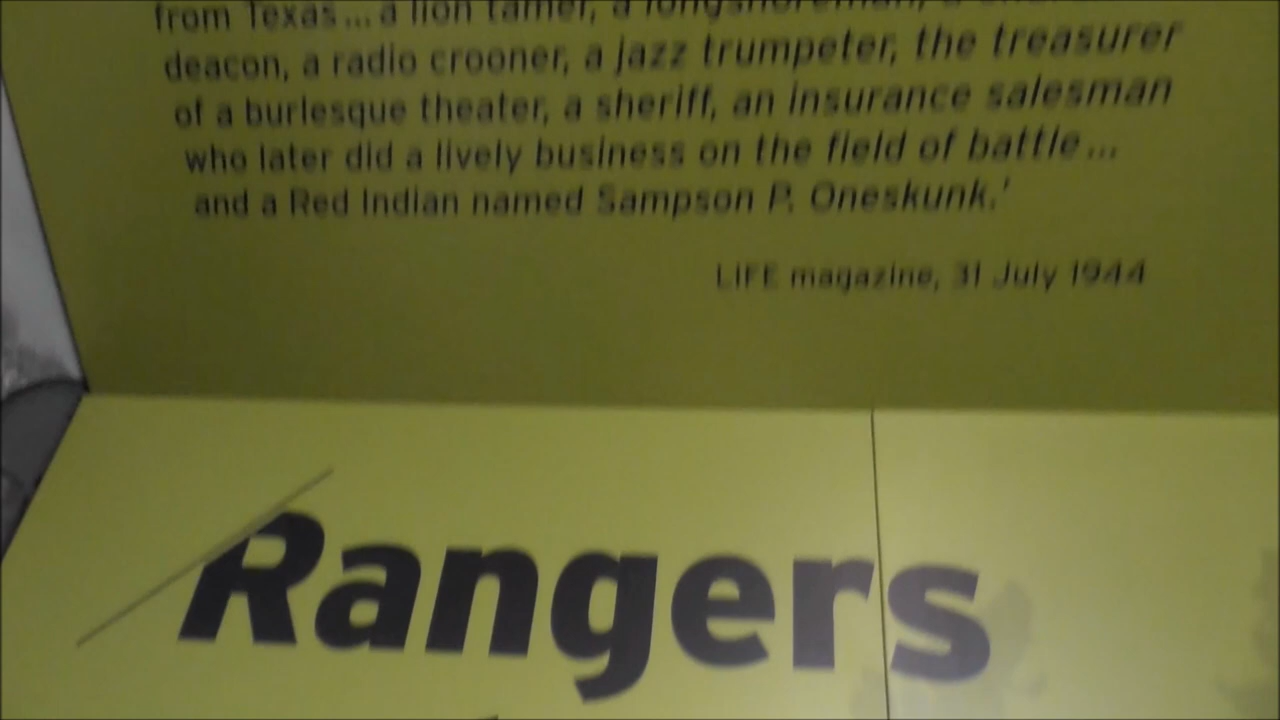 from Texas... a lion tamer, a longshoreman, a
deacon, a radio crooner, a jazz trumpeter, the treasurer
of a burlesque theater, a sheriff, an insurance salesman
who later did a lively business on the field of battle...
and a Red Indian named Sampson P. Oneskunk.'
LIFE magazine, 31 July 1944
Rangers